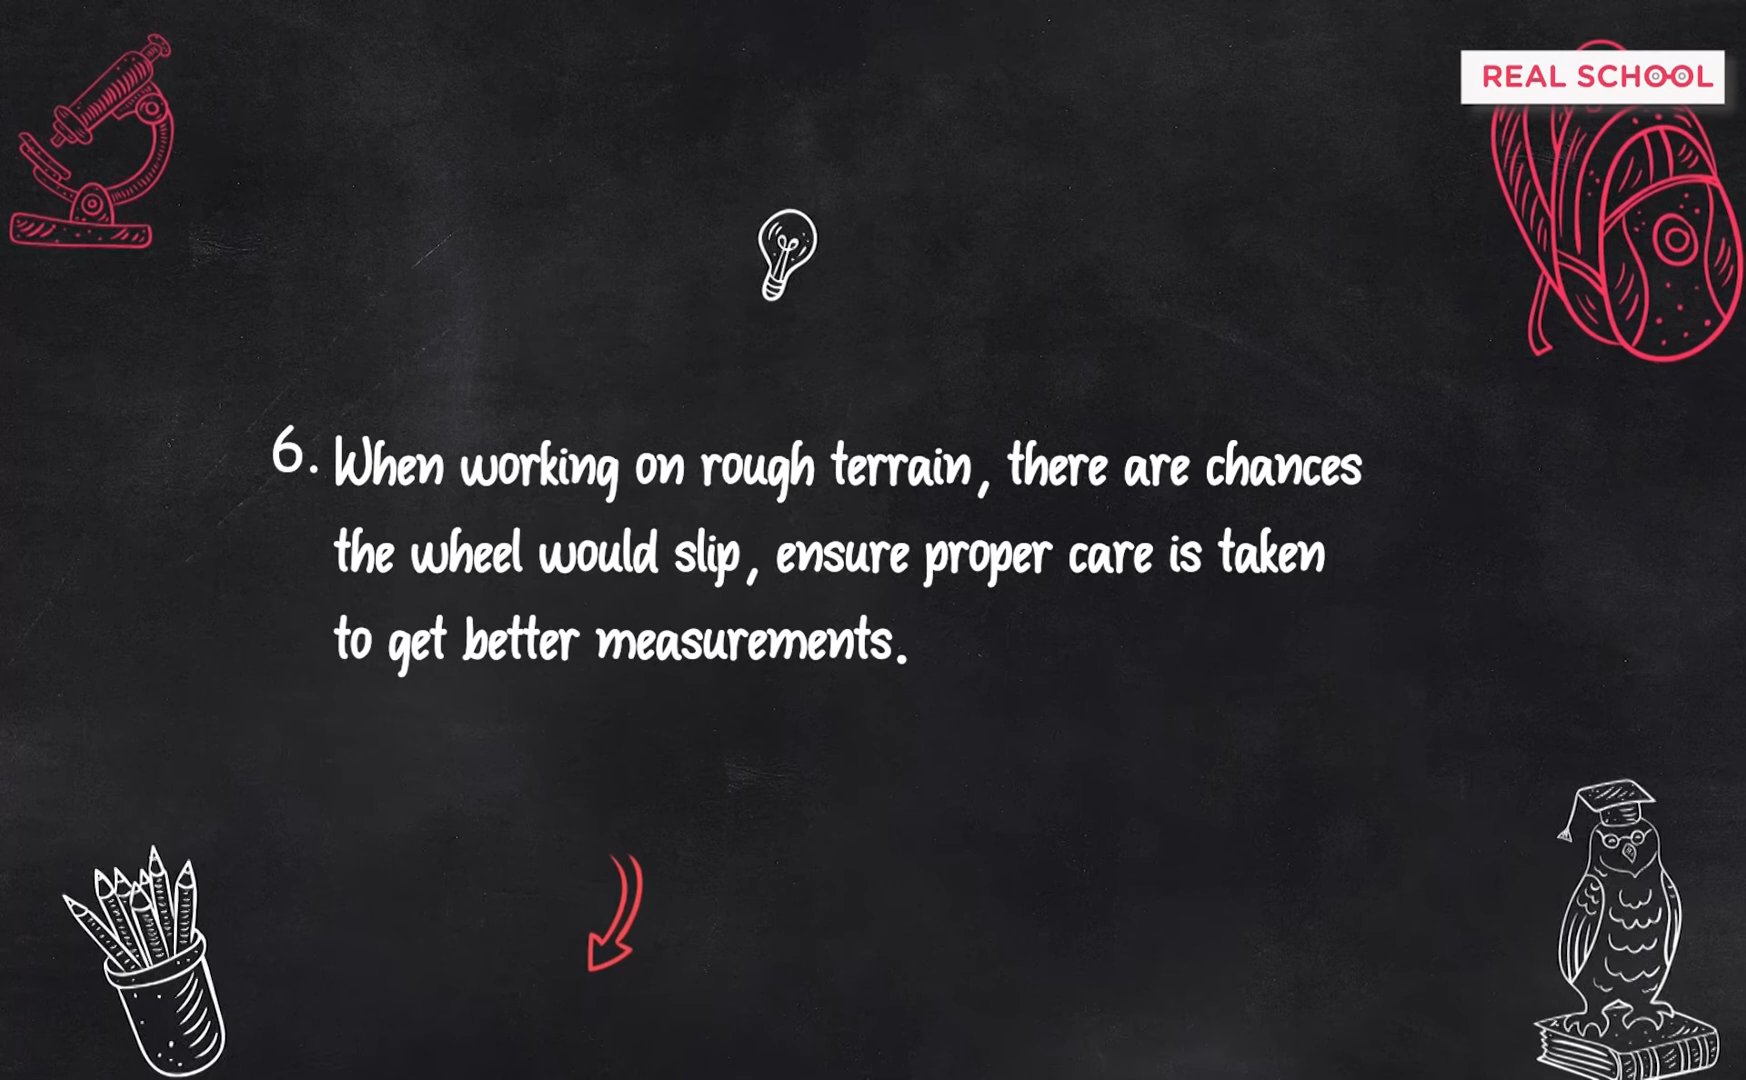 REAL SCHOOL
6. When working on rough terrain, there are chances
the wheel would slip, ensure proper care is taken
to get better measurements.